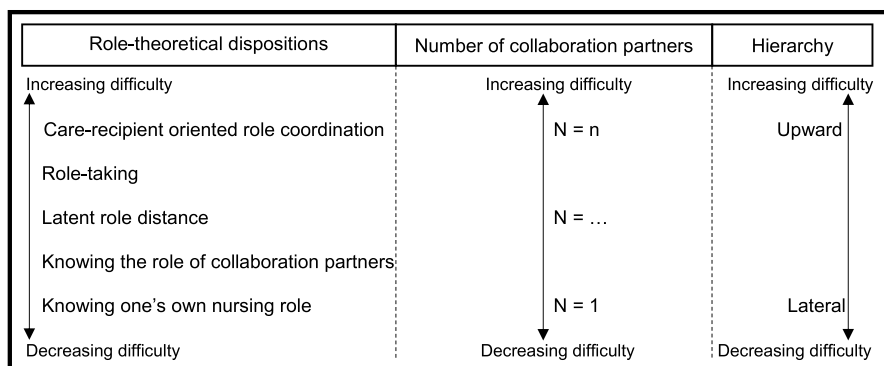 Role-theoretical dispositions
Number of collaboration partners
Hierarchy
Increasing difficulty
Increasing difficulty
Increasing difficulty
Care-recipient oriented role coordination
N = n
Upward
Role-taking
Latent role distance
N = …
Knowing the role of collaboration partners
Knowing one’s own nursing role
N = 1
Lateral
Decreasing difficulty
Decreasing difficulty
Decreasing difficulty